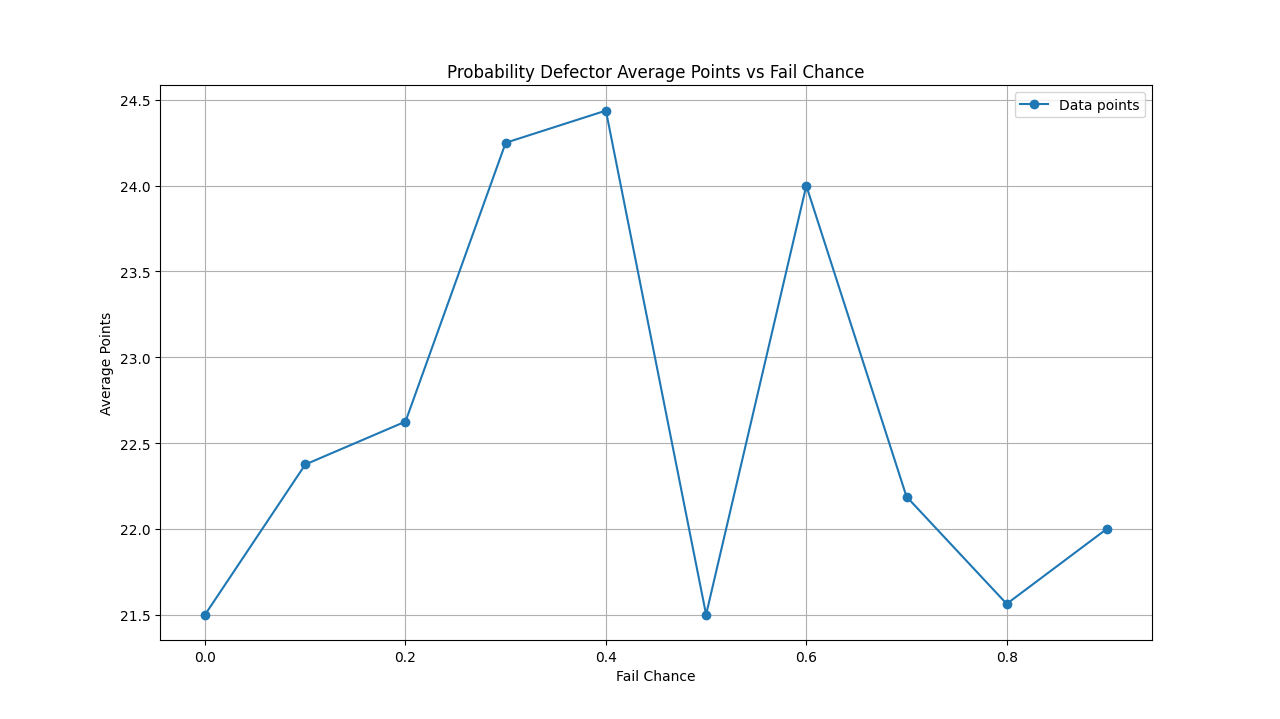 Probability Defector Average Points vs Fail Chance
Data points
24.5
24.0
23.5
23.0
22.5
22.0
21.5
Average Points
0.0 0.2 0.4 0.6 0.8
Fail Chance